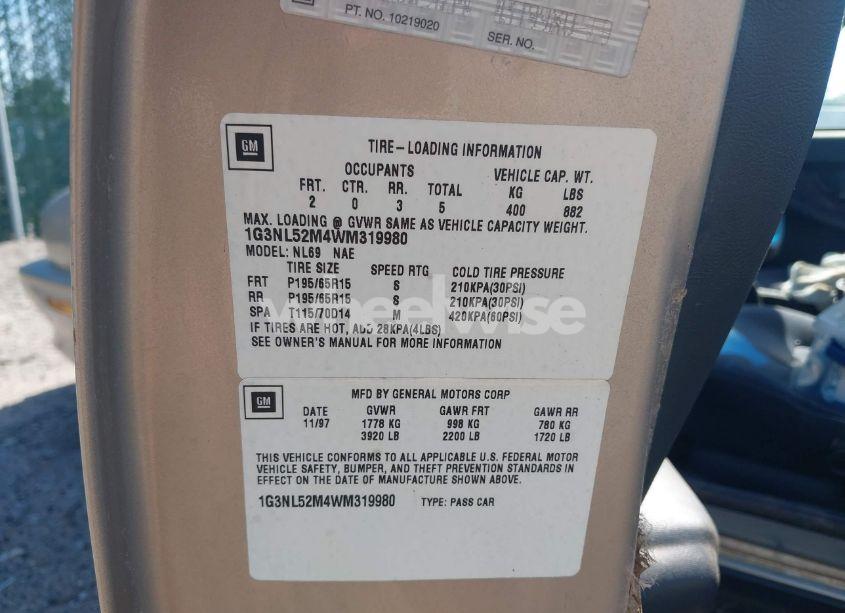 PT. NO. 10219020
SER. NO.
GM
TIRE-LOADING INFORMATION
OCCUPANTS VEHICLE CAP. WT.
FRT. CTR. RR. TOTAL KG LBS
2 0 3 5 400 882
MAX. LOADING @ GVWR SAME AS VEHICLE CAPACITY WEIGHT.
1G3NL52M4WM319980
MODEL: NL69 NAE
TIRE SIZE SPEED RTG COLD TIRE PRESSURE
FRT P195/65R15 S 210KPA(30PSI)
RR P195/65R15 S 210KPA(30PSI)
SPA T115/70D14 M 420KPA(60PSI)
IF TIRES ARE HOT, ADD 28KPA(4LBS)
SEE OWNER'S MANUAL FOR MORE INFORMATION
wheelwise
GM
MFD BY GENERAL MOTORS CORP
DATE GVWR GAWR FRT GAWR RR
11/97 1778 KG 998 KG 780 KG
3920 LB 2200 LB 1720 LB
THIS VEHICLE CONFORMS TO ALL APPLICABLE U.S. FEDERAL MOTOR
VEHICLE SAFETY, BUMPER, AND THEFT PREVENTION STANDARDS IN
EFFECT ON THE DATE OF MANUFACTURE SHOWN ABOVE.
1G3NL52M4WM319980 TYPE: PASS CAR